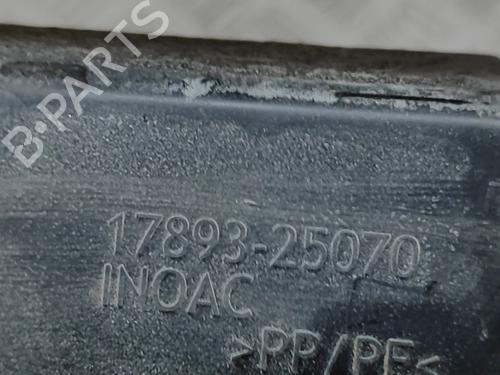 B-PARTS
17893-25070
INOAC
>PP/PE<